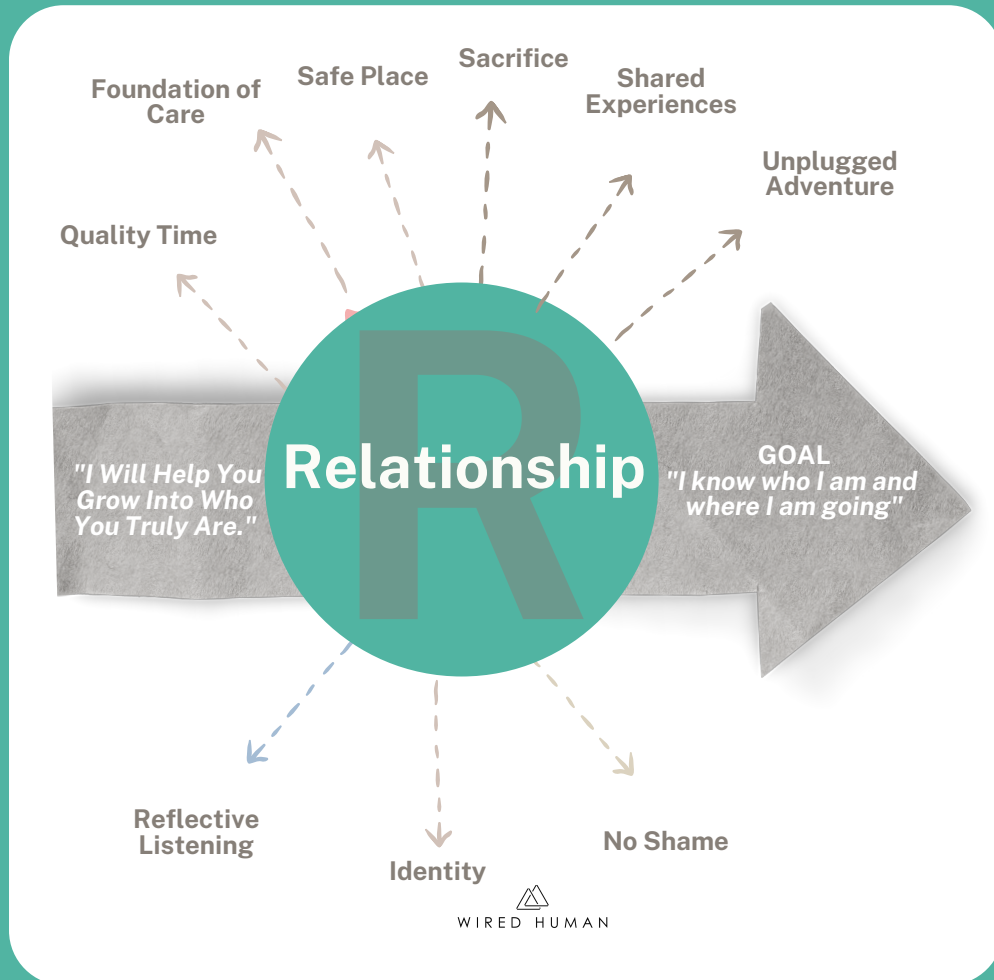 Sacrifice
Safe Place
Shared
Experiences
Foundation of
Care
Unplugged
Adventure
Quality Time
"I Will Help You
Grow Into Who
You Truly Are."
R
Relationship
GOAL
"I know who I am and
where I am going"
Reflective
Listening
No Shame
Identity
WIRED HUMAN